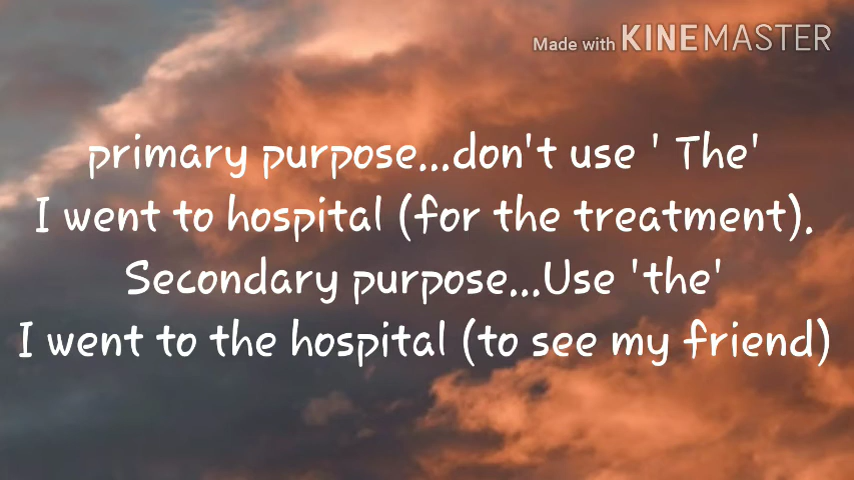 Made with KINEMASTER
primary purpose...don't use ' The'
I went to hospital (for the treatment).
Secondary purpose...Use 'the'
I went to the hospital (to see my friend)